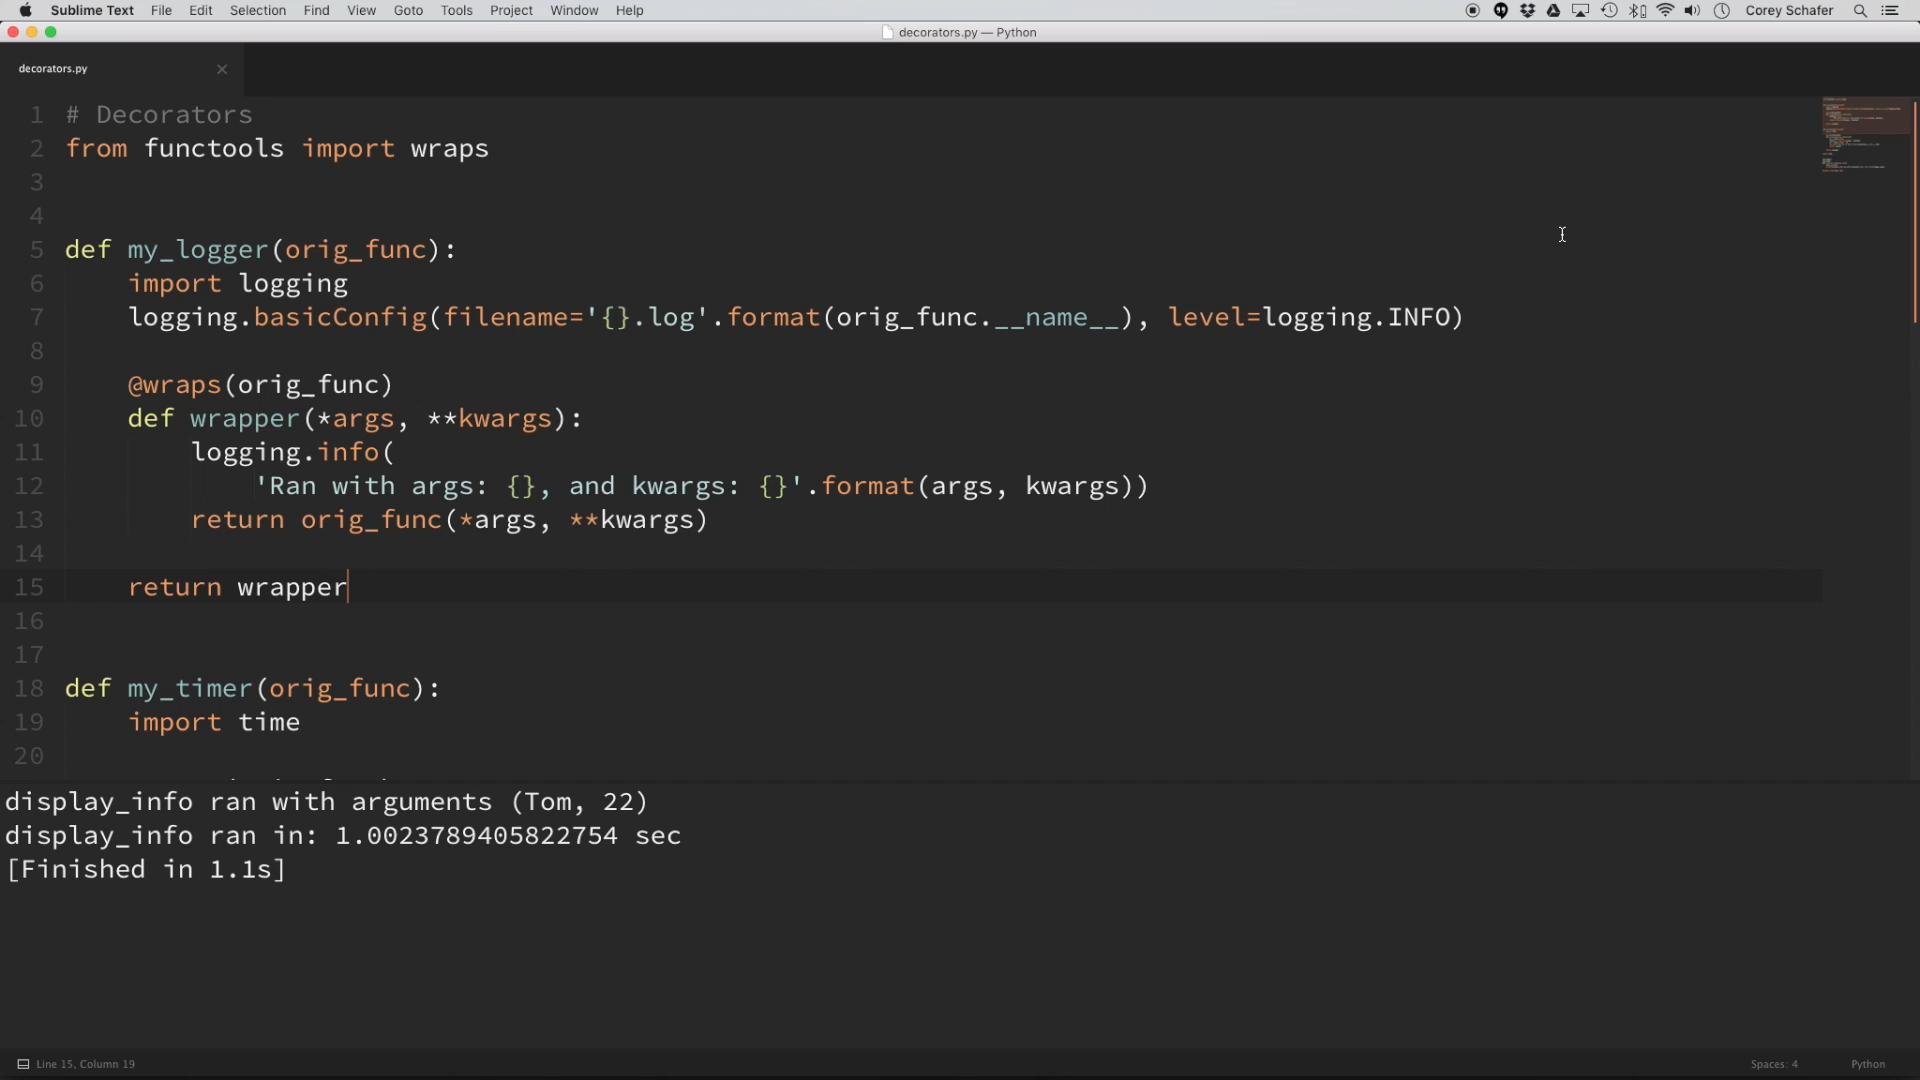 Sublime Text File Edit Selection Find View Goto Tools Project Window Help Corey Schafer
decorators.py — Python
decorators.py
1 # Decorators
2 from functools import wraps
3
4
5 def my_logger(orig_func):
6     import logging
7     logging.basicConfig(filename='{}.log'.format(orig_func.__name__), level=logging.INFO)
8
9     @wraps(orig_func)
10     def wrapper(*args, **kwargs):
11         logging.info(
12             'Ran with args: {}, and kwargs: {}'.format(args, kwargs))
13         return orig_func(*args, **kwargs)
14
15     return wrapper
16
17
18 def my_timer(orig_func):
19     import time
20
display_info ran with arguments (Tom, 22)
display_info ran in: 1.0023789405822754 sec
[Finished in 1.1s]
Line 15, Column 19 Spaces: 4 Python